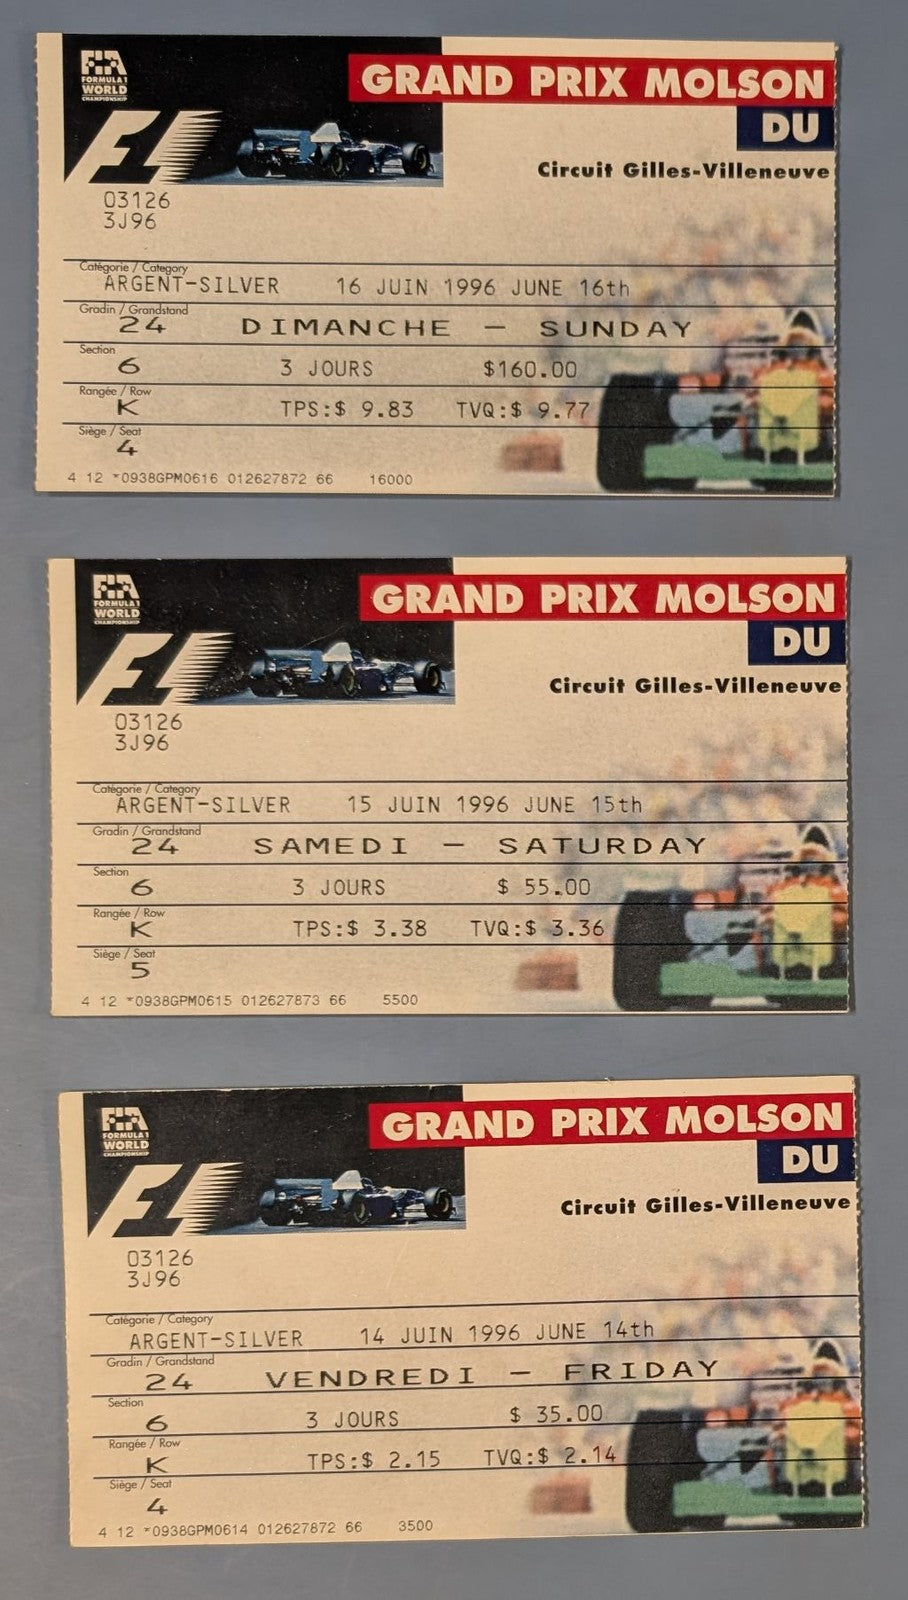 FIA
FORMULA 1
WORLD
CHAMPIONSHIP
F1
GRAND PRIX MOLSON
DU
Circuit Gilles-Villeneuve
03126
3J96
Catégorie / Category
ARGENT-SILVER 16 JUIN 1996 JUNE 16th
Gradin / Grandstand
24 DIMANCHE - SUNDAY
Section
6 3 JOURS $160.00
Rangée / Row
K TPS:$ 9.83 TVQ:$ 9.77
Siège / Seat
4
4 12 *0938GPM0616 012627872 66 16000
FIA
FORMULA 1
WORLD
CHAMPIONSHIP
F1
GRAND PRIX MOLSON
DU
Circuit Gilles-Villeneuve
03126
3J96
Catégorie / Category
ARGENT-SILVER 15 JUIN 1996 JUNE 15th
Gradin / Grandstand
24 SAMEDI - SATURDAY
Section
6 3 JOURS $ 55.00
Rangée / Row
K TPS:$ 3.38 TVQ:$ 3.36
Siège / Seat
5
4 12 *0938GPM0615 012627873 66 5500
FIA
FORMULA 1
WORLD
CHAMPIONSHIP
F1
GRAND PRIX MOLSON
DU
Circuit Gilles-Villeneuve
03126
3J96
Catégorie / Category
ARGENT-SILVER 14 JUIN 1996 JUNE 14th
Gradin / Grandstand
24 VENDREDI - FRIDAY
Section
6 3 JOURS $ 35.00
Rangée / Row
K TPS:$ 2.15 TVQ:$ 2.14
Siège / Seat
4
4 12 *0938GPM0614 012627872 66 3500